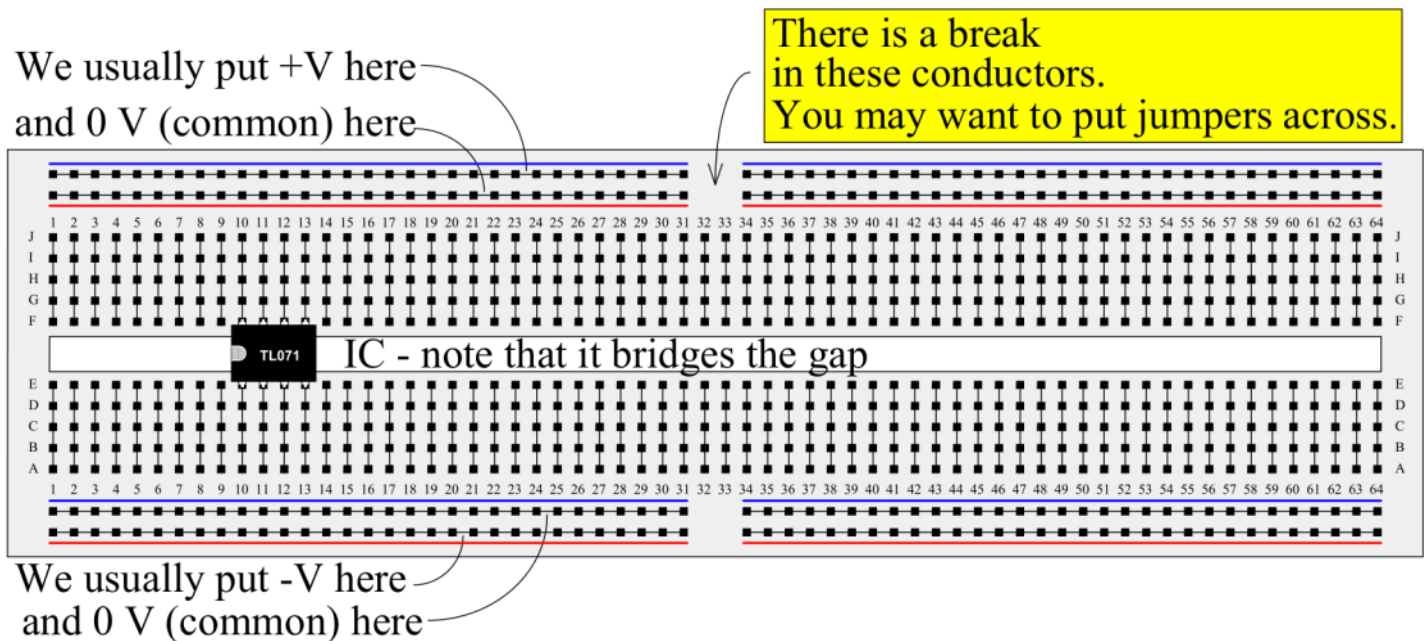 We usually put +V here
and 0 V (common) here
There is a break
in these conductors.
You may want to put jumpers across.
1 2 3 4 5 6 7 8 9 10 11 12 13 14 15 16 17 18 19 20 21 22 23 24 25 26 27 28 29 30 31 32 33 34 35 36 37 38 39 40 41 42 43 44 45 46 47 48 49 50 51 52 53 54 55 56 57 58 59 60 61 62 63 64
J J
I I
H H
G G
F F
TL071 IC - note that it bridges the gap
E E
D D
C C
B B
A A
1 2 3 4 5 6 7 8 9 10 11 12 13 14 15 16 17 18 19 20 21 22 23 24 25 26 27 28 29 30 31 32 33 34 35 36 37 38 39 40 41 42 43 44 45 46 47 48 49 50 51 52 53 54 55 56 57 58 59 60 61 62 63 64
We usually put -V here
and 0 V (common) here